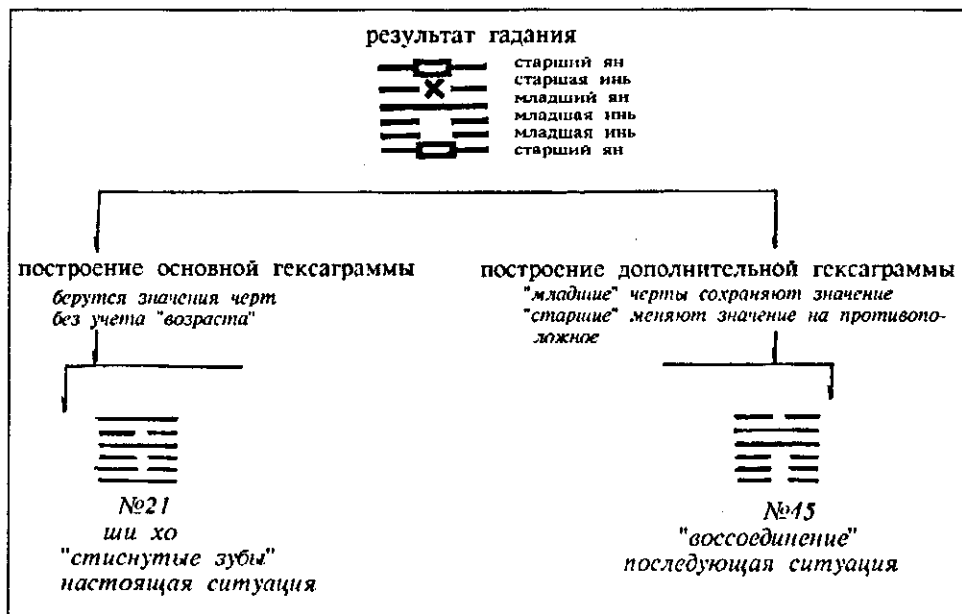 результат гадания
старший ян
старшая инь
младший ян
младшая инь
младшая инь
старший ян
построение основной гексаграммы
берутся значения черт
без учета "возраста"
построение дополнительной гексаграммы
"младшие" черты сохраняют значение
"старшие" меняют значение на противопо-
ложное
№21
ши хо
"стиснутые зубы"
настоящая ситуация
№45
"воссоединение"
последующая ситуация